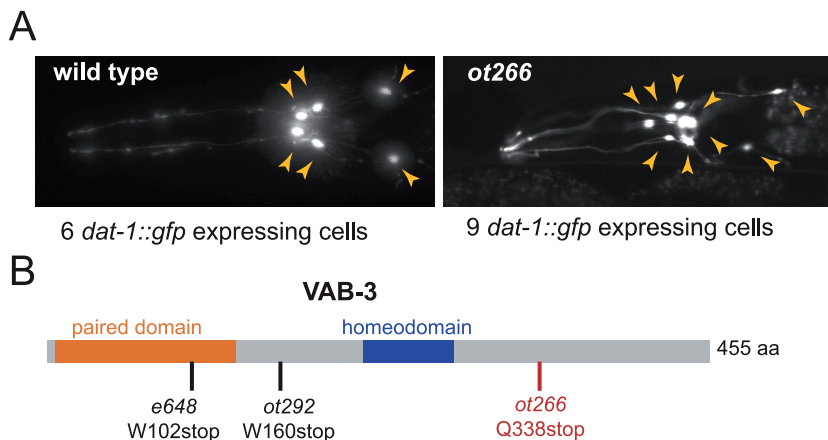 A
wild type
ot266
6 dat-1::gfp expressing cells
9 dat-1::gfp expressing cells
B
VAB-3
paired domain
homeodomain
455 aa
e648
W102stop
ot292
W160stop
ot266
Q338stop